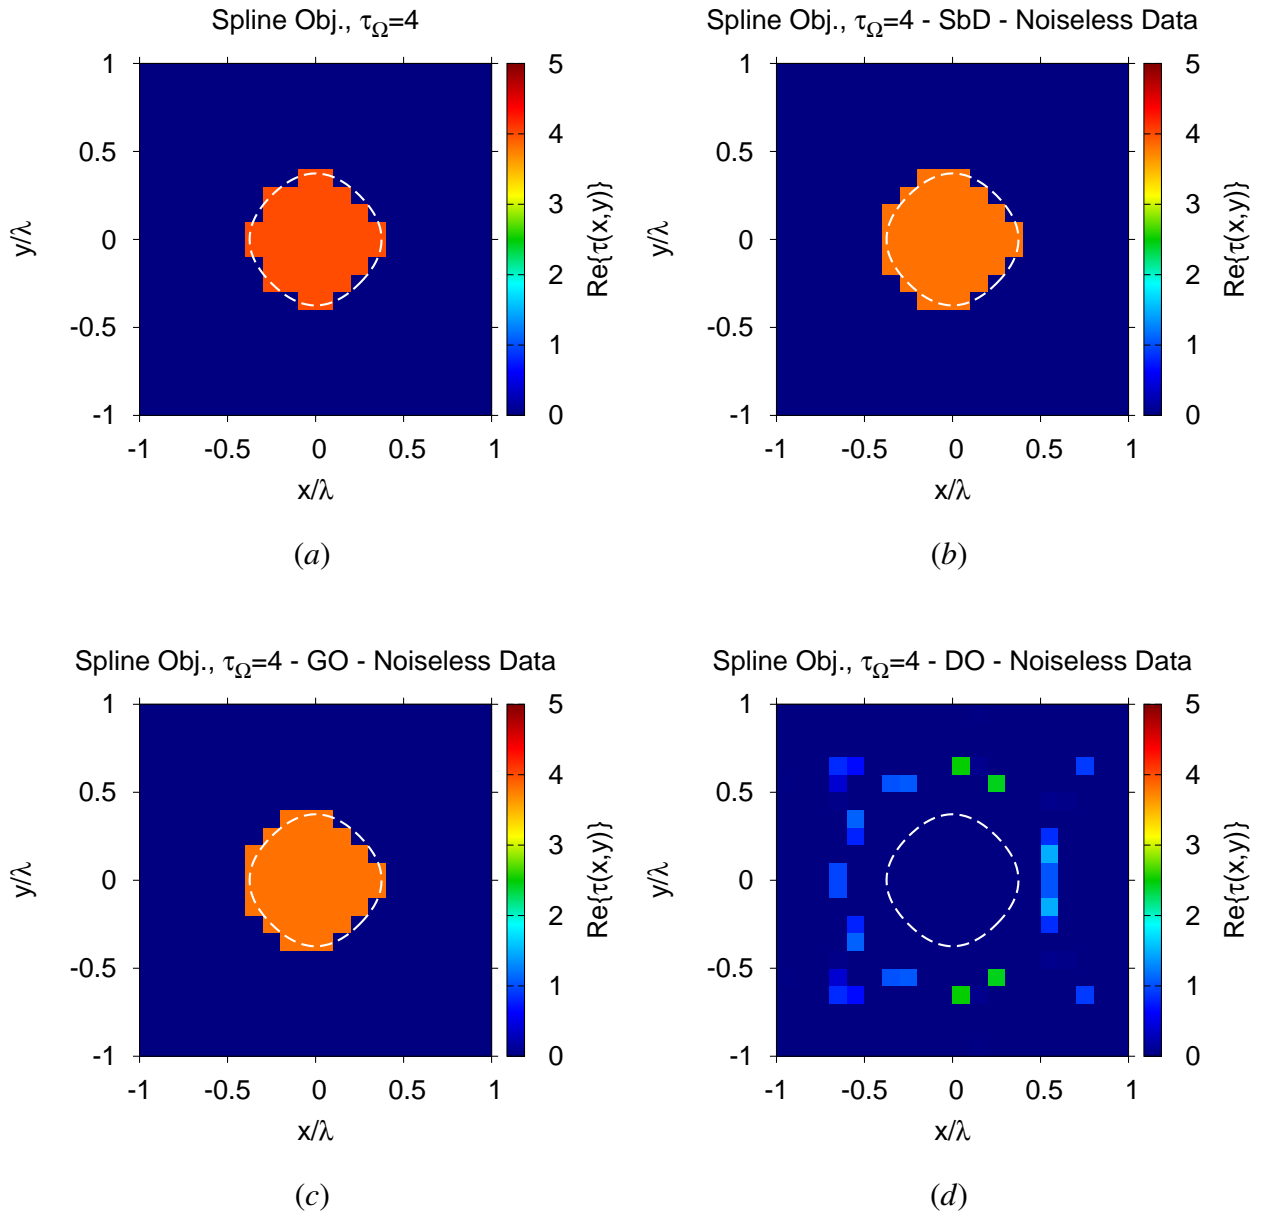 Spline Obj., τΩ=4
1
0.5
0
-0.5
-1
-1 -0.5 0 0.5 1
y/λ
x/λ
5
4
3
2
1
0
Re{τ(x,y)}
(a)
Spline Obj., τΩ=4 - SbD - Noiseless Data
1
0.5
0
-0.5
-1
-1 -0.5 0 0.5 1
y/λ
x/λ
5
4
3
2
1
0
Re{τ(x,y)}
(b)
Spline Obj., τΩ=4 - GO - Noiseless Data
1
0.5
0
-0.5
-1
-1 -0.5 0 0.5 1
y/λ
x/λ
5
4
3
2
1
0
Re{τ(x,y)}
(c)
Spline Obj., τΩ=4 - DO - Noiseless Data
1
0.5
0
-0.5
-1
-1 -0.5 0 0.5 1
y/λ
x/λ
5
4
3
2
1
0
Re{τ(x,y)}
(d)